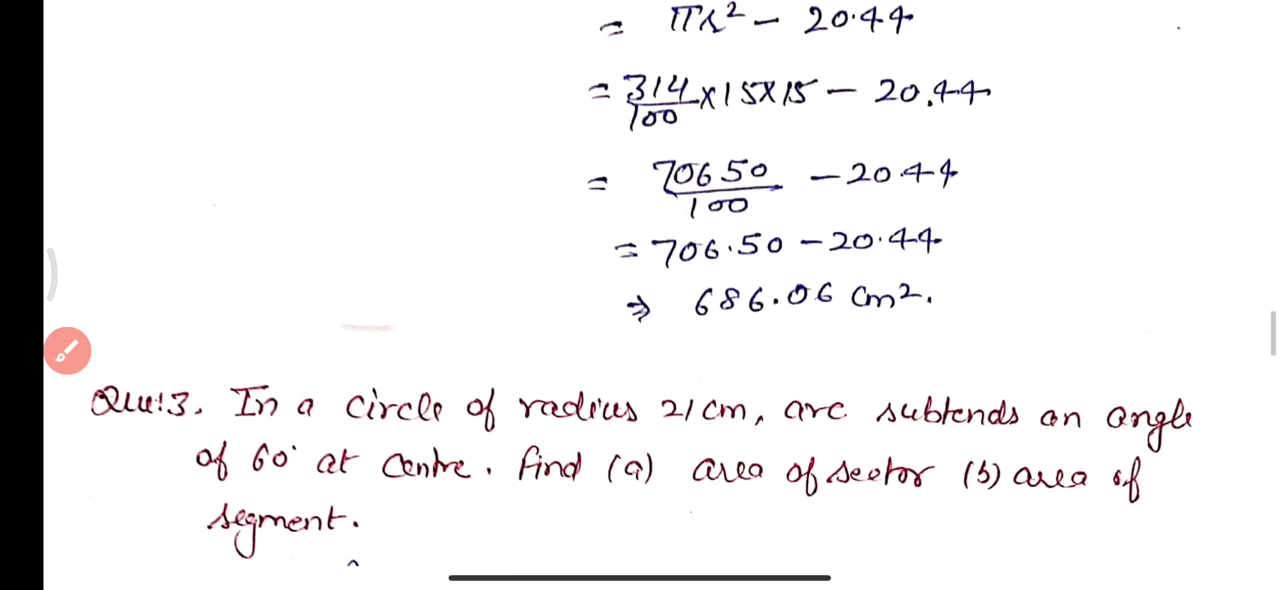 = πr² - 20.44
= 314/100 × 15 × 15 - 20.44
= 70650/100 - 20.44
= 706.50 - 20.44
⇒ 686.06 cm².
Que:3. In a circle of radius 21cm, arc subtends an angle
of 60° at centre. find (a) area of sector (b) area of
segment.